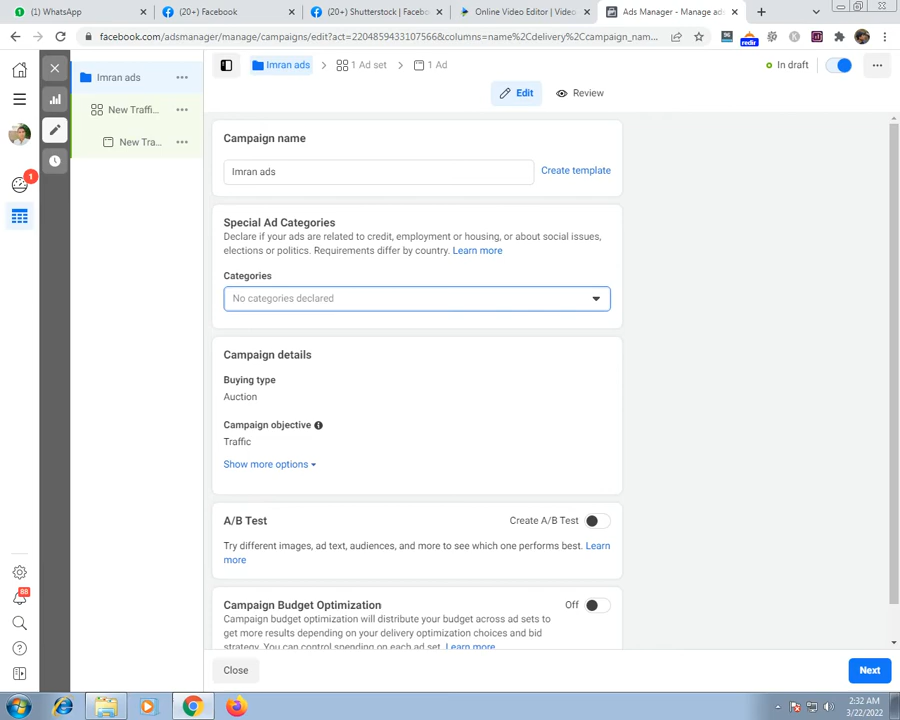 (1) WhatsApp
(20+) Facebook
(20+) Shutterstock | Facebo
Online Video Editor | Video
Ads Manager - Manage ads
facebook.com/adsmanager/manage/campaigns/edit?act=2204859433107566&columns=name%2Cdelivery%2Ccampaign_nam...
redir
Imran ads
New Traffi...
New Tra...
1
88
Imran ads
1 Ad set
1 Ad
In draft
Edit
Review
Campaign name
Imran ads
Create template
Special Ad Categories
Declare if your ads are related to credit, employment or housing, or about social issues,
elections or politics. Requirements differ by country. Learn more
Categories
No categories declared
Campaign details
Buying type
Auction
Campaign objective
Traffic
Show more options
A/B Test
Create A/B Test
Try different images, ad text, audiences, and more to see which one performs best. Learn
more
Campaign Budget Optimization
Off
Campaign budget optimization will distribute your budget across ad sets to
get more results depending on your delivery optimization choices and bid
strategy. You can control spending on each ad set. Learn more
Close
Next
2:32 AM
3/22/2022